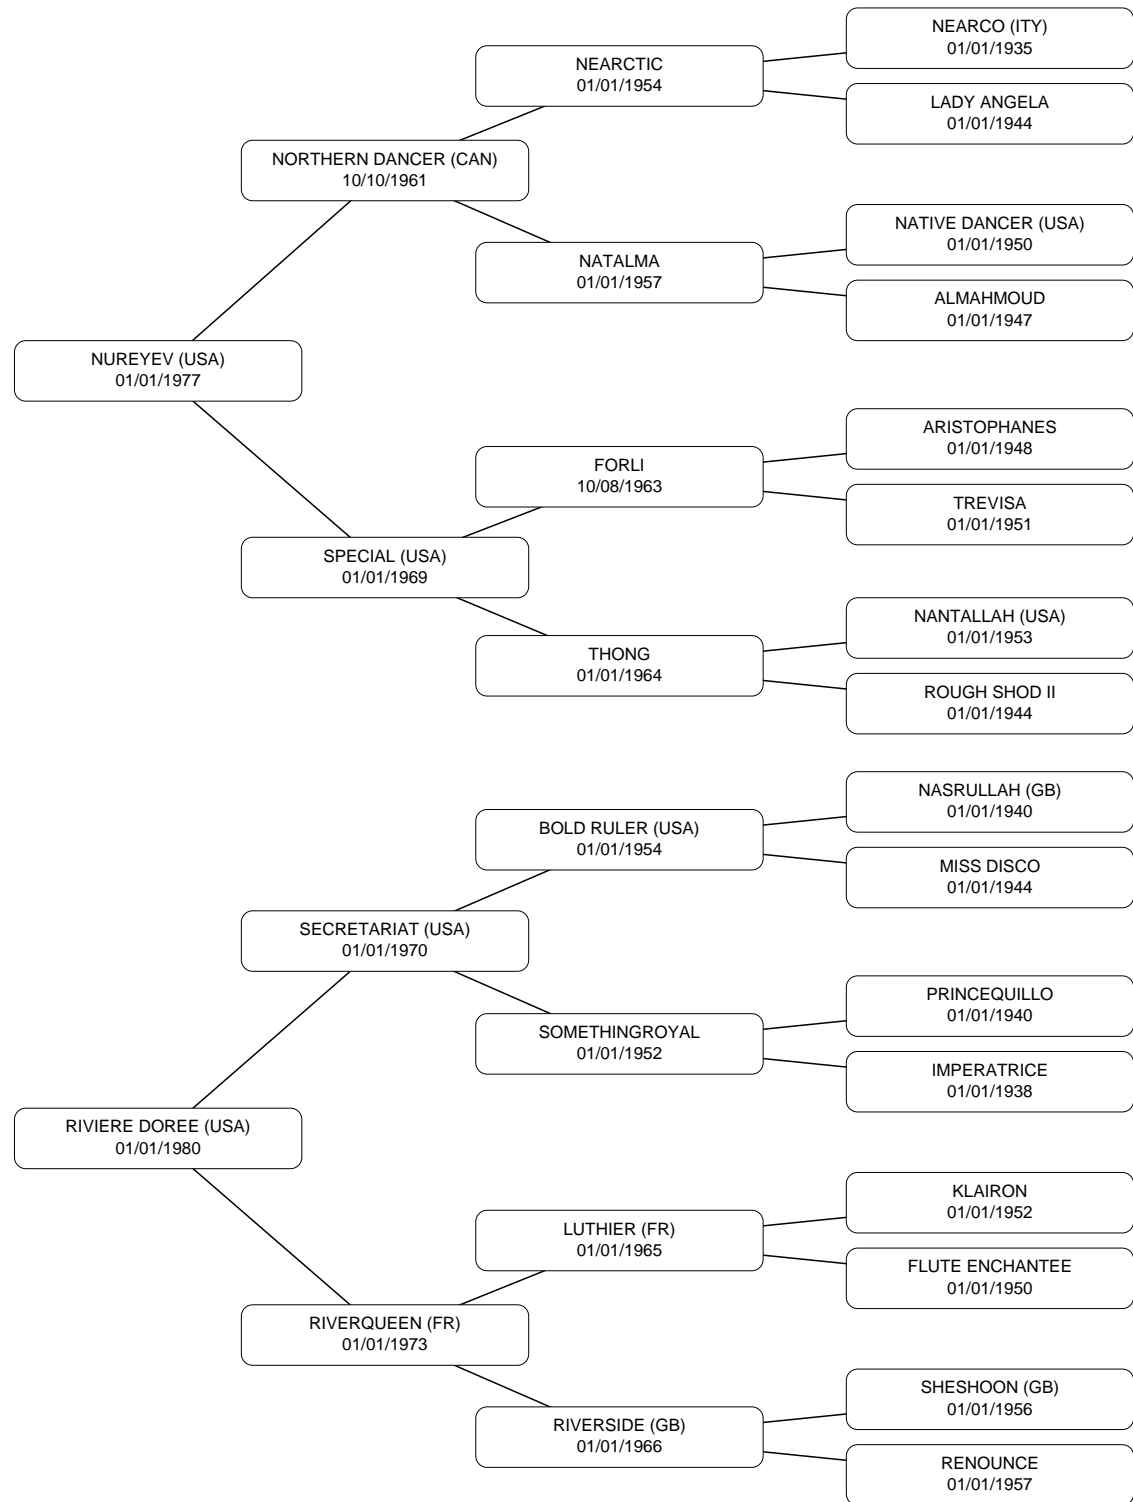 NEARCO (ITY)
01/01/1935
NEARCTIC
01/01/1954
LADY ANGELA
01/01/1944
NORTHERN DANCER (CAN)
10/10/1961
NATIVE DANCER (USA)
01/01/1950
NATALMA
01/01/1957
ALMAHMOUD
01/01/1947
NUREYEV (USA)
01/01/1977
ARISTOPHANES
01/01/1948
FORLI
10/08/1963
TREVISA
01/01/1951
SPECIAL (USA)
01/01/1969
NANTALLAH (USA)
01/01/1953
THONG
01/01/1964
ROUGH SHOD II
01/01/1944
NASRULLAH (GB)
01/01/1940
BOLD RULER (USA)
01/01/1954
MISS DISCO
01/01/1944
SECRETARIAT (USA)
01/01/1970
PRINCEQUILLO
01/01/1940
SOMETHINGROYAL
01/01/1952
IMPERATRICE
01/01/1938
RIVIERE DOREE (USA)
01/01/1980
KLAIRON
01/01/1952
LUTHIER (FR)
01/01/1965
FLUTE ENCHANTEE
01/01/1950
RIVERQUEEN (FR)
01/01/1973
SHESHOON (GB)
01/01/1956
RIVERSIDE (GB)
01/01/1966
RENOUNCE
01/01/1957